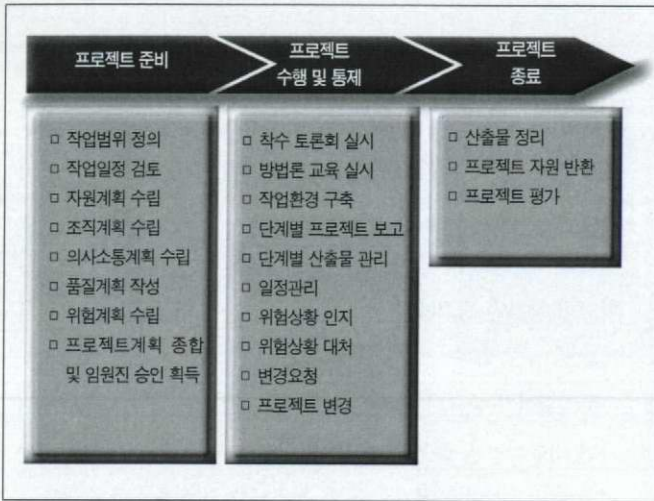 프로젝트 준비
프로젝트
수행 및 통제
프로젝트
종료
□ 작업범위 정의
□ 작업일정 검토
□ 자원계획 수립
□ 조직계획 수립
□ 의사소통계획 수립
□ 품질계획 작성
□ 위험계획 수립
□ 프로젝트계획 종합
및 임원진 승인 획득
□ 착수 토론회 실시
□ 방법론 교육 실시
□ 작업환경 구축
□ 단계별 프로젝트 보고
□ 단계별 산출물 관리
□ 일정관리
□ 위험상황 인지
□ 위험상황 대처
□ 변경요청
□ 프로젝트 변경
□ 산출물 정리
□ 프로젝트 자원 반환
□ 프로젝트 평가